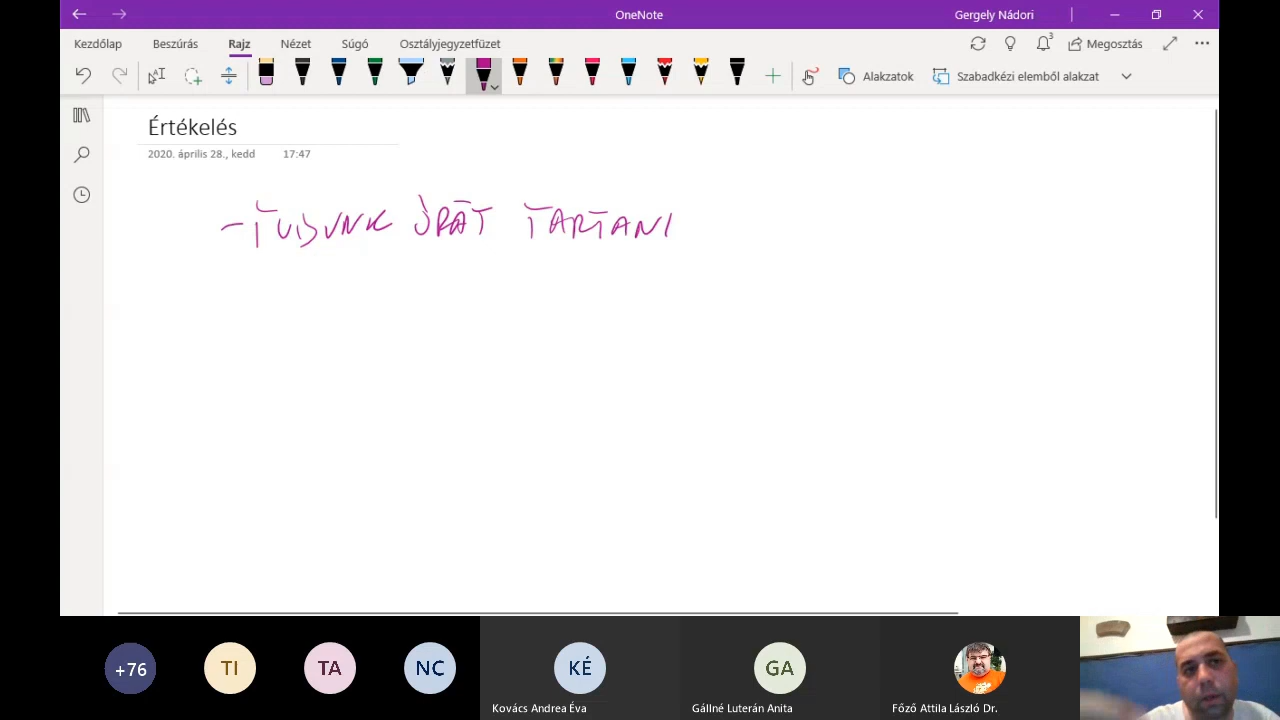 OneNote
Gergely Nádori
Kezdőlap Beszúrás Rajz Nézet Súgó Osztályjegyzetfüzet
3 Megosztás
Alakzatok Szabadkézi elemből alakzat
Értékelés
2020. április 28., kedd 17:47
- TUDUNK ÓRÁT TARTANI
+76 TI TA NC KÉ GA
Kovács Andrea Éva Gállné Luterán Anita Főző Attila László Dr.